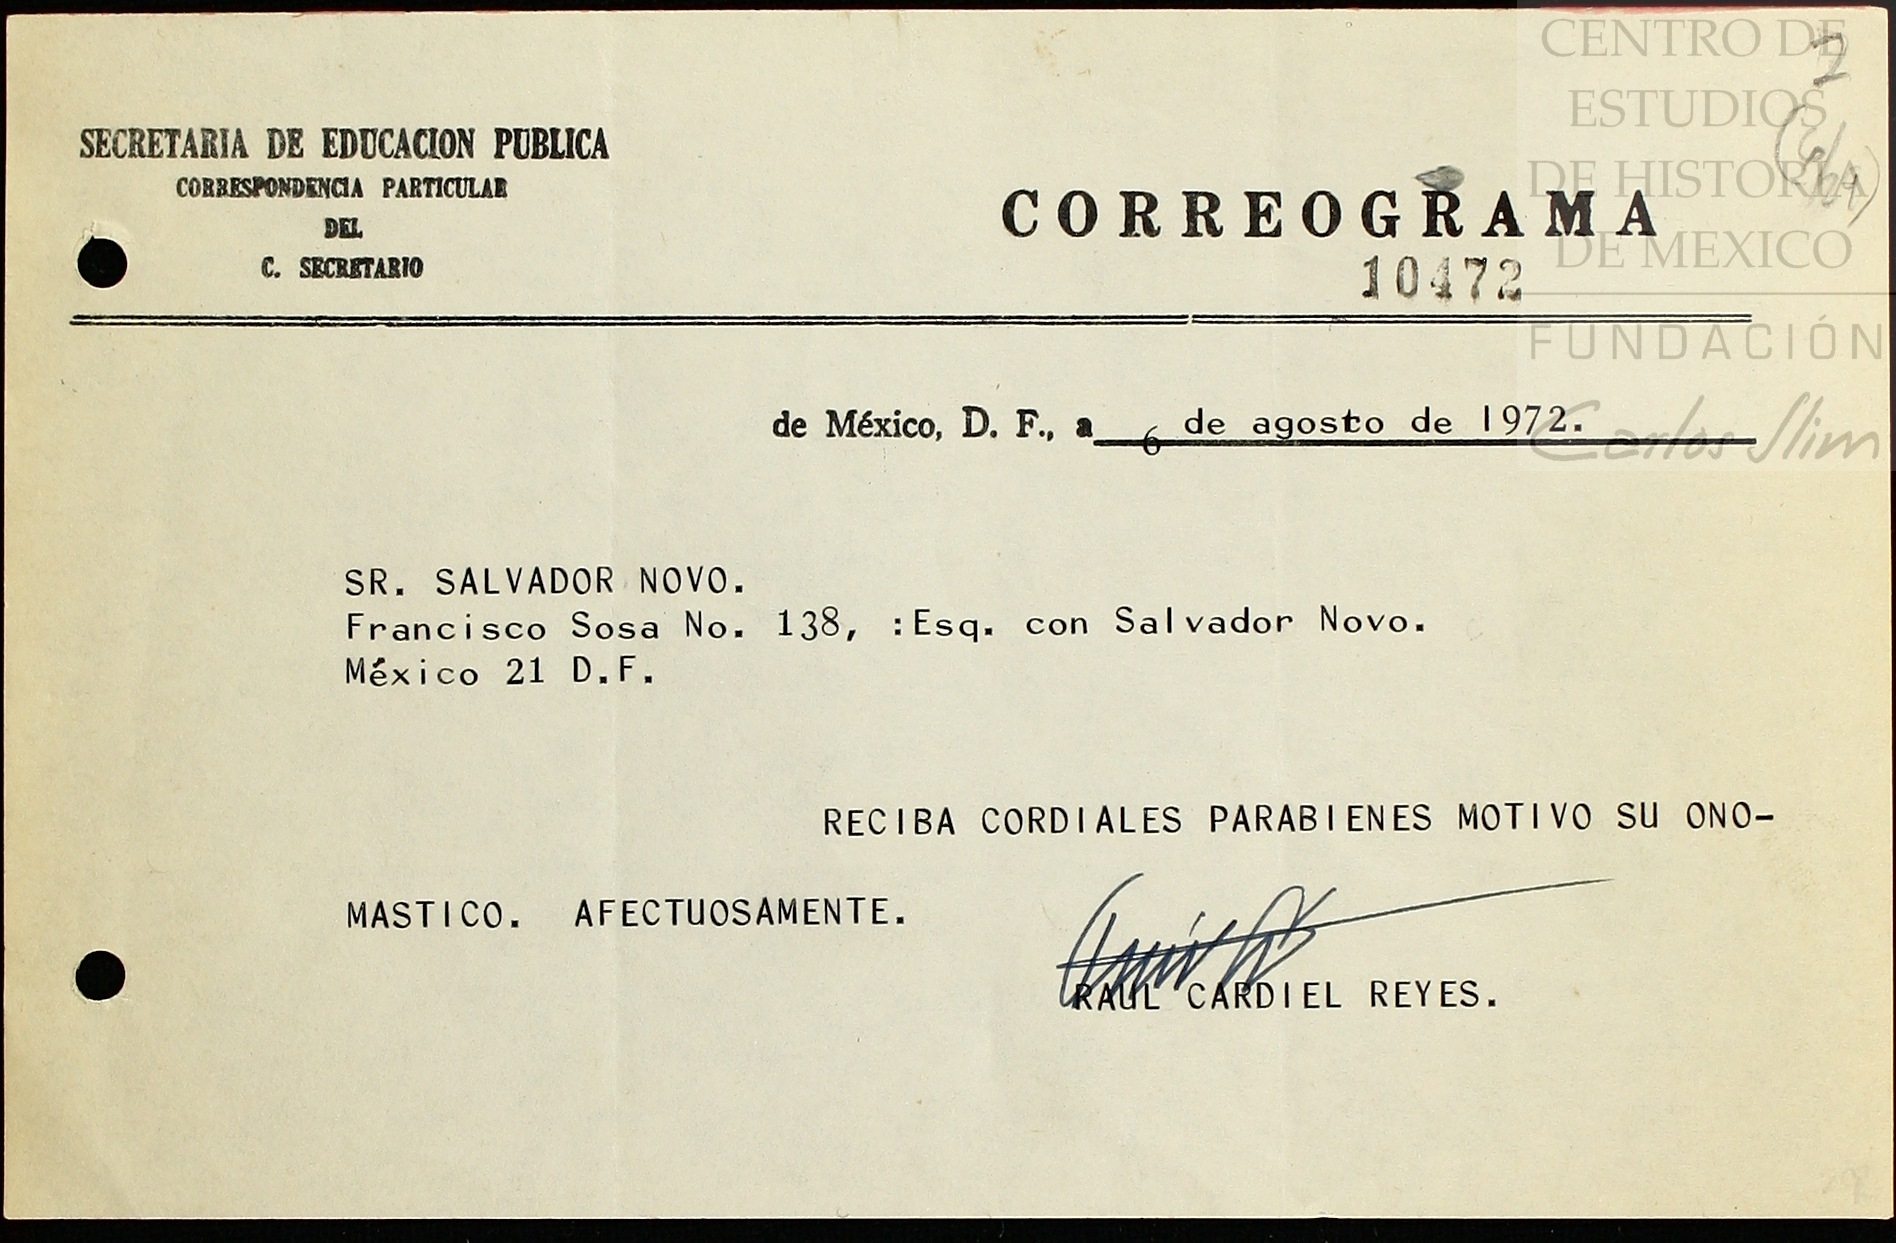 CENTRO DE
ESTUDIOS
DE HISTORIA
DE MEXICO
FUNDACIÓN
Carlos Slim
SECRETARIA DE EDUCACION PUBLICA
CORRESPONDENCIA PARTICULAR
DEL
C. SECRETARIO
CORREOGRAMA
10472
de México, D. F., a 6 de agosto de 1972.
SR. SALVADOR NOVO.
Francisco Sosa No. 138, :Esq. con Salvador Novo.
México 21 D.F.
RECIBA CORDIALES PARABIENES MOTIVO SU ONO-
MASTICO. AFECTUOSAMENTE.
RAUL CARDIEL REYES.